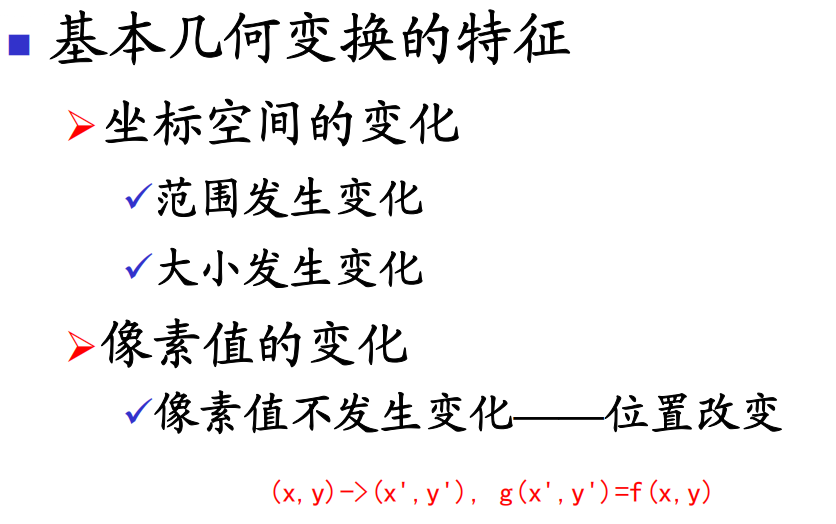 基本几何变换的特征
坐标空间的变化
范围发生变化
大小发生变化
像素值的变化
像素值不发生变化——位置改变
(x,y)->(x',y'), g(x',y')=f(x,y)